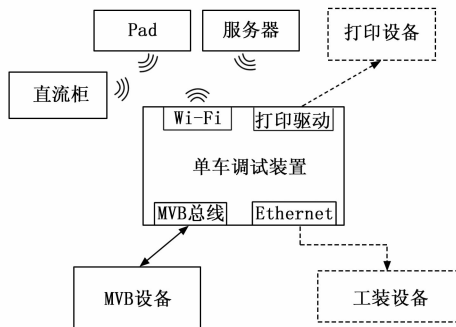 Pad
服务器
打印设备
直流柜
Wi-Fi
打印驱动
单车调试装置
MVB总线
Ethernet
MVB设备
工装设备